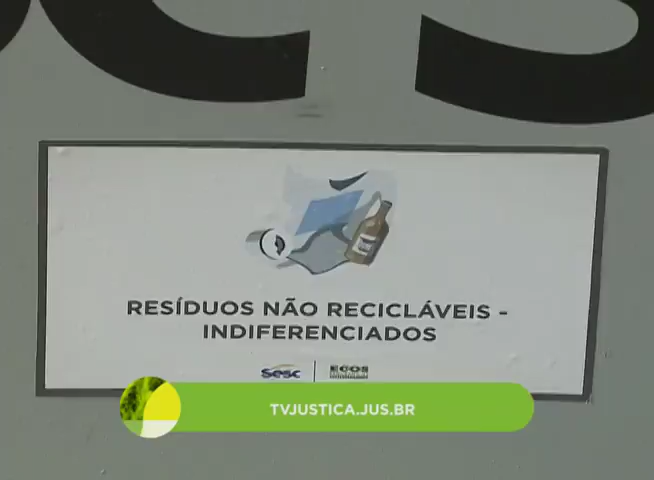 RESÍDUOS NÃO RECICLÁVEIS -
INDIFERENCIADOS
Sesc
ECOS
TVJUSTICA.JUS.BR